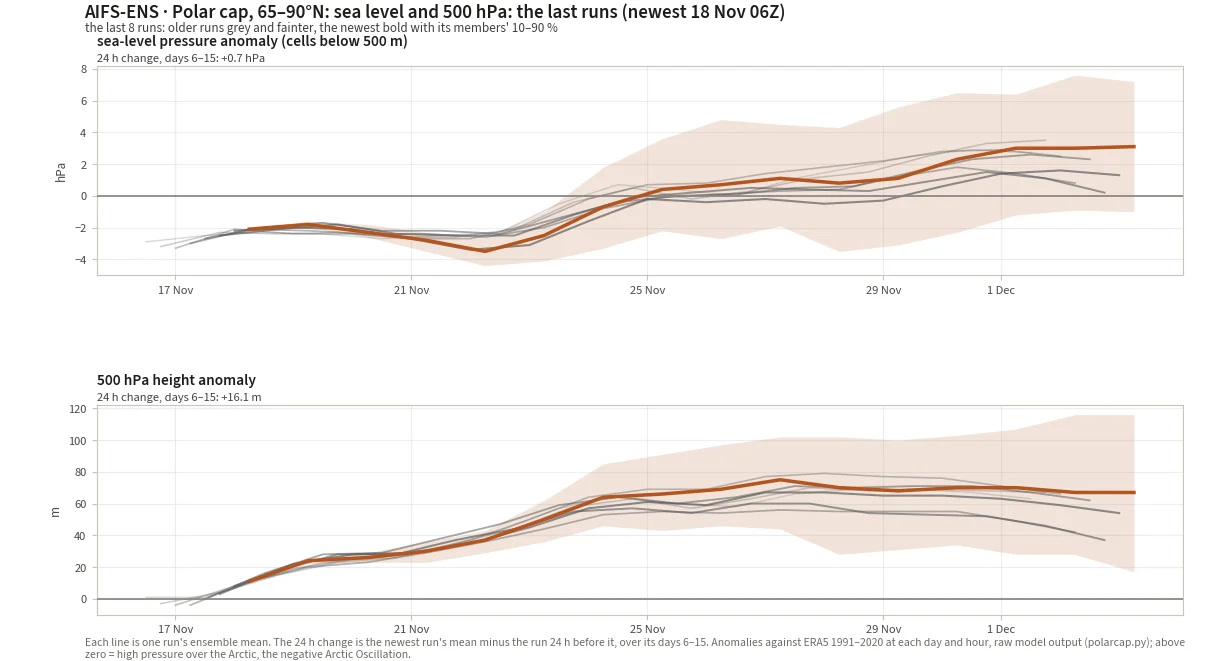 AIFS-ENS · Polar cap, 65–90°N: sea level and 500 hPa: the last runs (newest 18 Nov 06Z)
the last 8 runs: older runs grey and fainter, the newest bold with its members' 10–90 %
sea-level pressure anomaly (cells below 500 m)
24 h change, days 6–15: +0.7 hPa
8
6
4
2
0
−2
−4
hPa
17 Nov
21 Nov
25 Nov
29 Nov
1 Dec
500 hPa height anomaly
24 h change, days 6–15: +16.1 m
120
100
80
60
40
20
0
m
17 Nov
21 Nov
25 Nov
29 Nov
1 Dec
Each line is one run's ensemble mean. The 24 h change is the newest run's mean minus the run 24 h before it, over its days 6–15. Anomalies against ERA5 1991–2020 at each day and hour, raw model output (polarcap.py); above
zero = high pressure over the Arctic, the negative Arctic Oscillation.